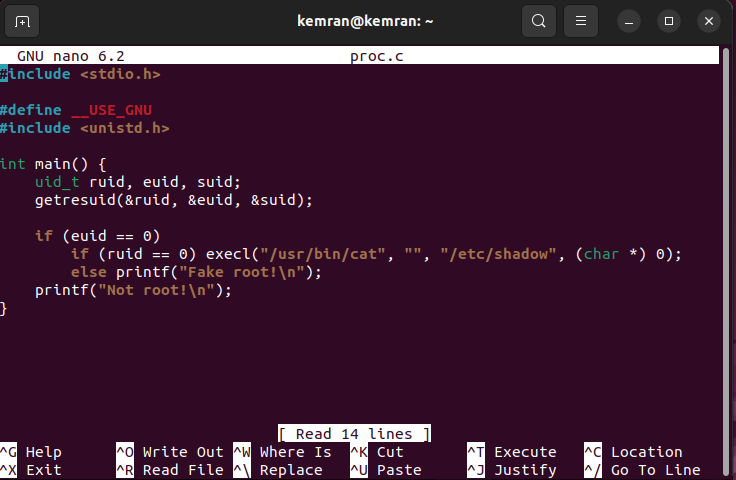 kemran@kemran: ~
GNU nano 6.2 proc.c
#include <stdio.h>
#define __USE_GNU
#include <unistd.h>
int main() {
uid_t ruid, euid, suid;
getresuid(&ruid, &euid, &suid);
if (euid == 0)
if (ruid == 0) execl("/usr/bin/cat", "", "/etc/shadow", (char *) 0);
else printf("Fake root!\n");
printf("Not root!\n");
}
[ Read 14 lines ]
^G Help ^O Write Out ^W Where Is ^K Cut ^T Execute ^C Location
^X Exit ^R Read File ^\ Replace ^U Paste ^J Justify ^/ Go To Line